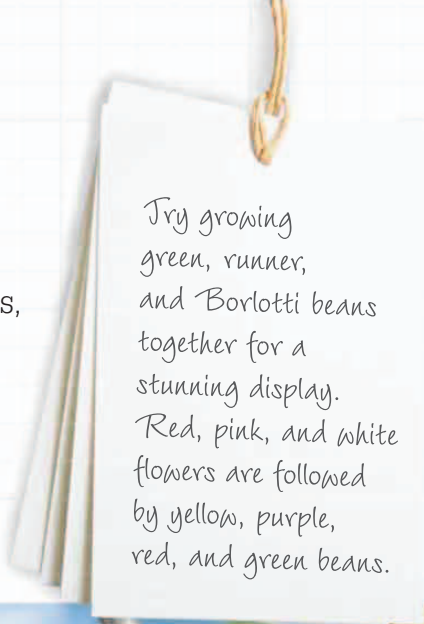 s,
Try growing
green, runner,
and Borlotti beans
together for a
stunning display.
Red, pink, and white
flowers are followed
by yellow, purple,
red, and green beans.